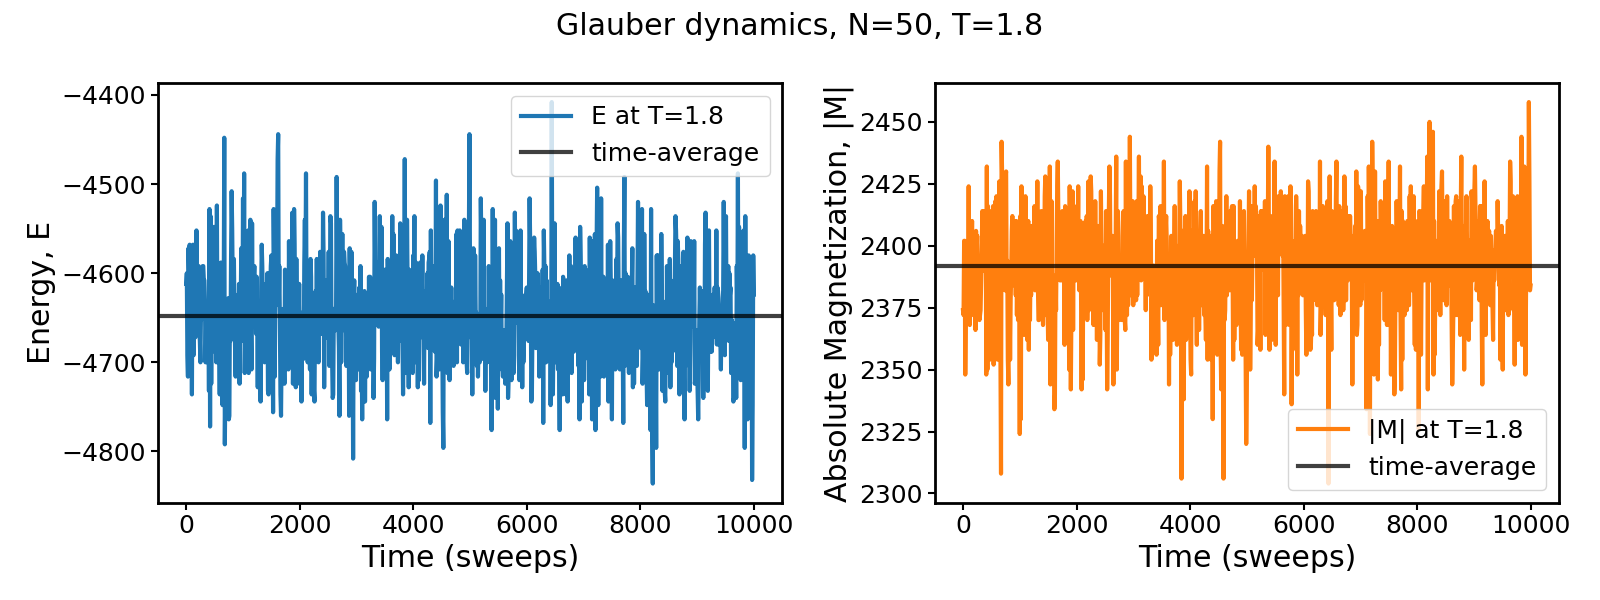 Glauber dynamics, N=50, T=1.8
Energy, E
−4400
−4500
−4600
−4700
−4800
E at T=1.8
time-average
0
2000
4000
6000
8000
10000
Time (sweeps)
Absolute Magnetization, |M|
2450
2425
2400
2375
2350
2325
2300
|M| at T=1.8
time-average
0
2000
4000
6000
8000
10000
Time (sweeps)